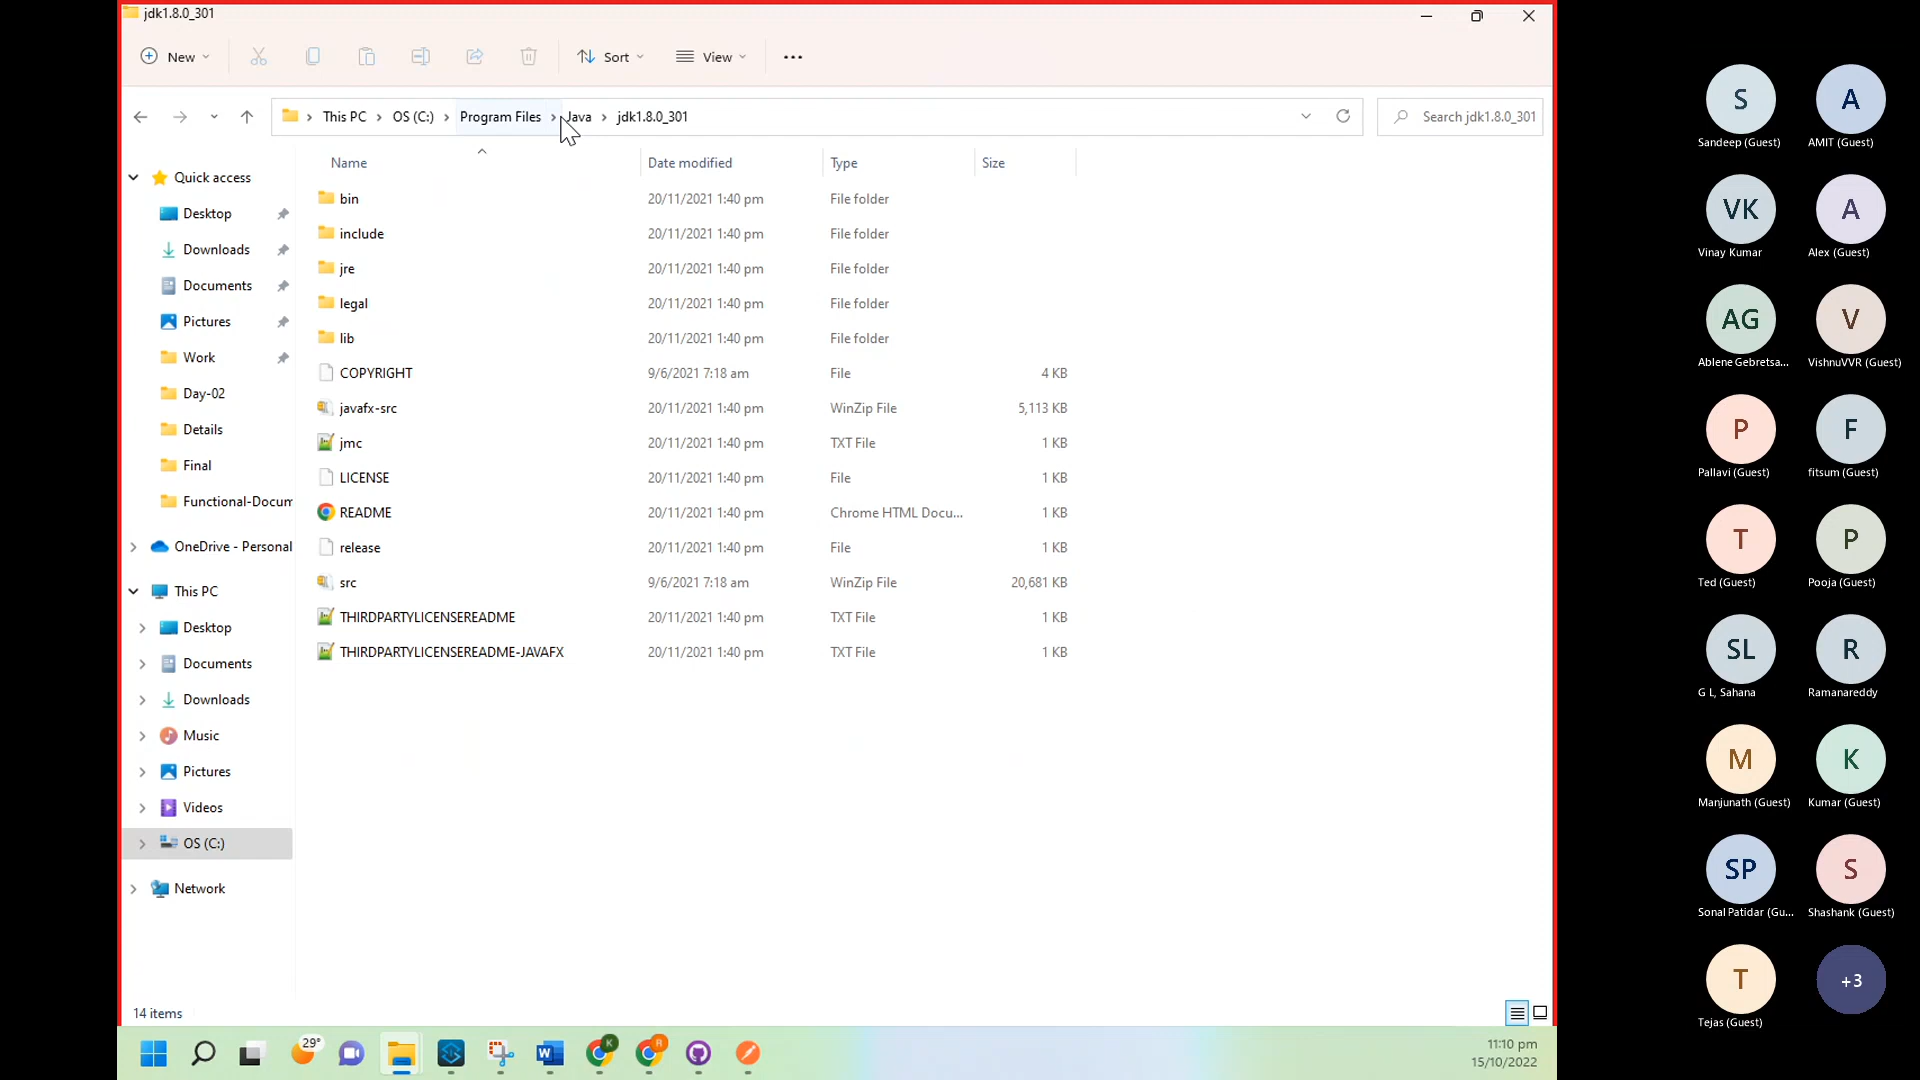 jdk1.8.0_301
New
Sort
View
This PC
OS (C:)
Program Files
Java
jdk1.8.0_301
Search jdk1.8.0_301
Name
Date modified
Type
Size
Quick access
Desktop
Downloads
Documents
Pictures
Work
Day-02
Details
Final
Functional-Docum
OneDrive - Personal
This PC
Desktop
Documents
Downloads
Music
Pictures
Videos
OS (C:)
Network
bin 20/11/2021 1:40 pm File folder
include 20/11/2021 1:40 pm File folder
jre 20/11/2021 1:40 pm File folder
legal 20/11/2021 1:40 pm File folder
lib 20/11/2021 1:40 pm File folder
COPYRIGHT 9/6/2021 7:18 am File 4 KB
javafx-src 20/11/2021 1:40 pm WinZip File 5,113 KB
jmc 20/11/2021 1:40 pm TXT File 1 KB
LICENSE 20/11/2021 1:40 pm File 1 KB
README 20/11/2021 1:40 pm Chrome HTML Docu... 1 KB
release 20/11/2021 1:40 pm File 1 KB
src 9/6/2021 7:18 am WinZip File 20,681 KB
THIRDPARTYLICENSEREADME 20/11/2021 1:40 pm TXT File 1 KB
THIRDPARTYLICENSEREADME-JAVAFX 20/11/2021 1:40 pm TXT File 1 KB
14 items
29°
K
R
11:10 pm
15/10/2022
S
Sandeep (Guest)
A
AMIT (Guest)
VK
Vinay Kumar
A
Alex (Guest)
AG
Ablene Gebretsa...
V
VishnuVVR (Guest)
P
Pallavi (Guest)
F
fitsum (Guest)
T
Ted (Guest)
P
Pooja (Guest)
SL
G L, Sahana
R
Ramanareddy
M
Manjunath (Guest)
K
Kumar (Guest)
SP
Sonal Patidar (Gu...
S
Shashank (Guest)
T
Tejas (Guest)
+3